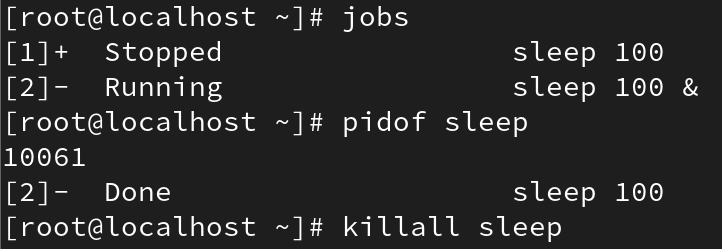 [root@localhost ~]# jobs
[1]+  Stopped                 sleep 100
[2]-  Running                 sleep 100 &
[root@localhost ~]# pidof sleep
10061
[2]-  Done                    sleep 100
[root@localhost ~]# killall sleep